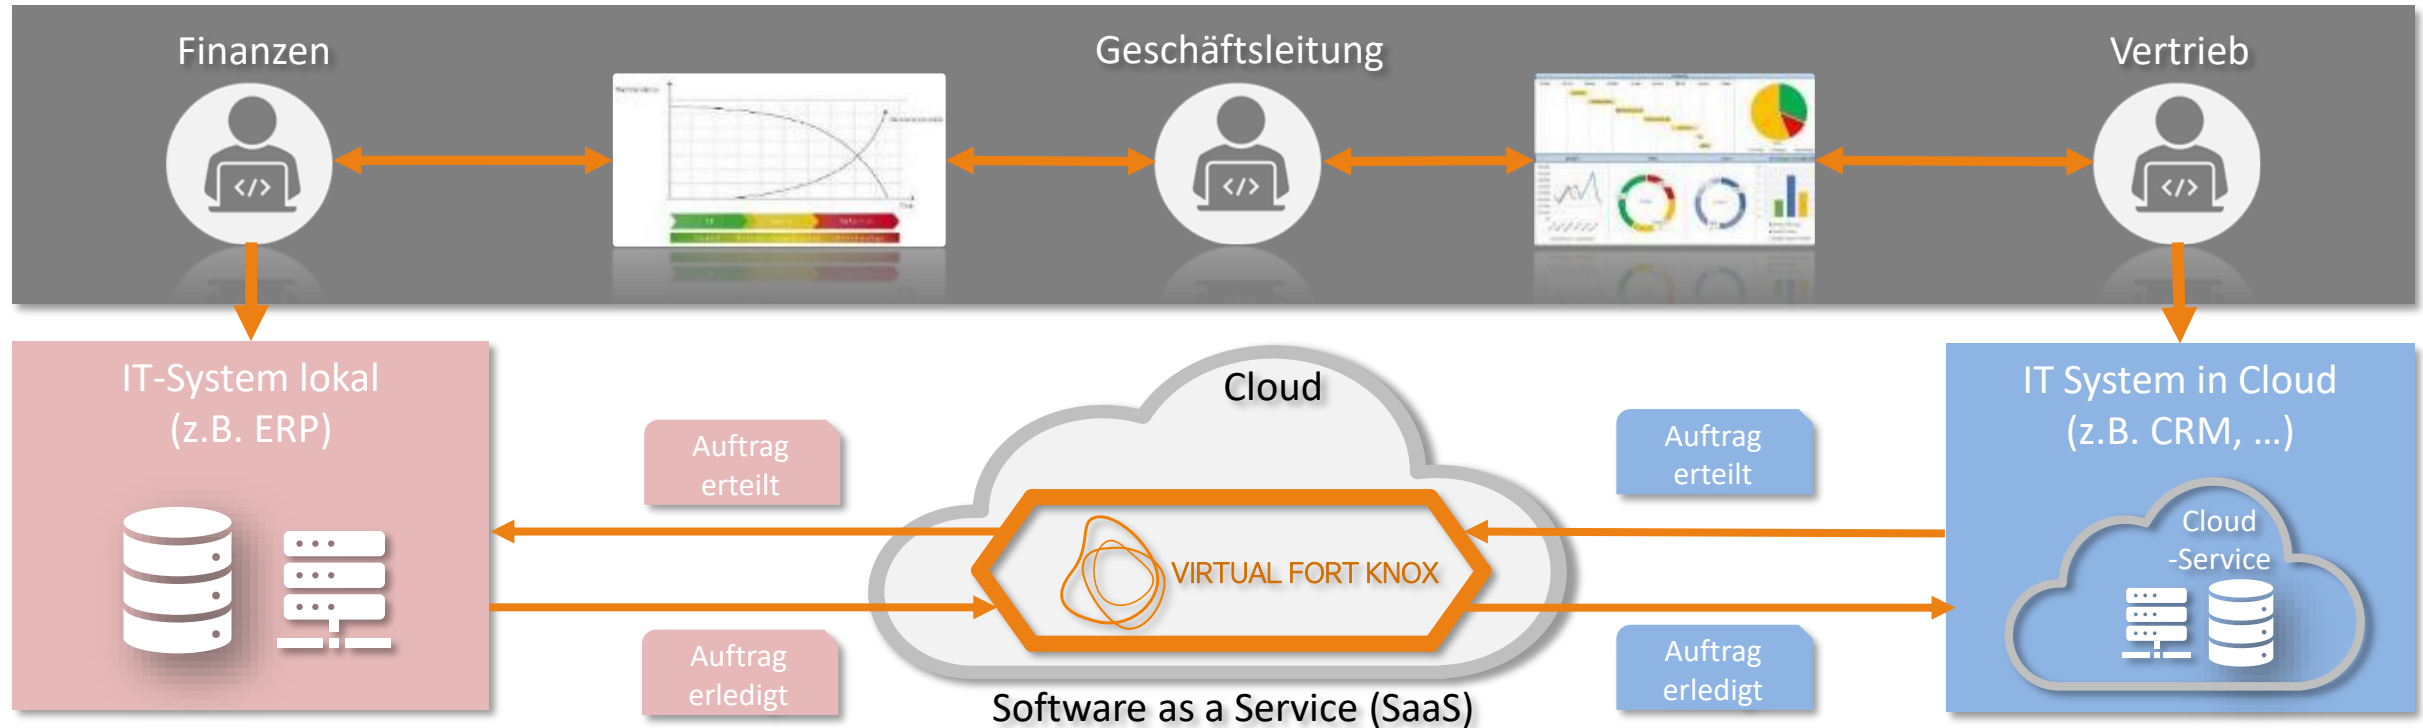 Finanzen
Geschäftsleitung
Vertrieb
IT-System lokal
(z.B. ERP)
Cloud
IT System in Cloud
(z.B. CRM, ...)
Auftrag
erteilt
Auftrag
erteilt
Cloud
-Service
VIRTUAL FORT KNOX
Auftrag
erledigt
Auftrag
erledigt
Software as a Service (SaaS)